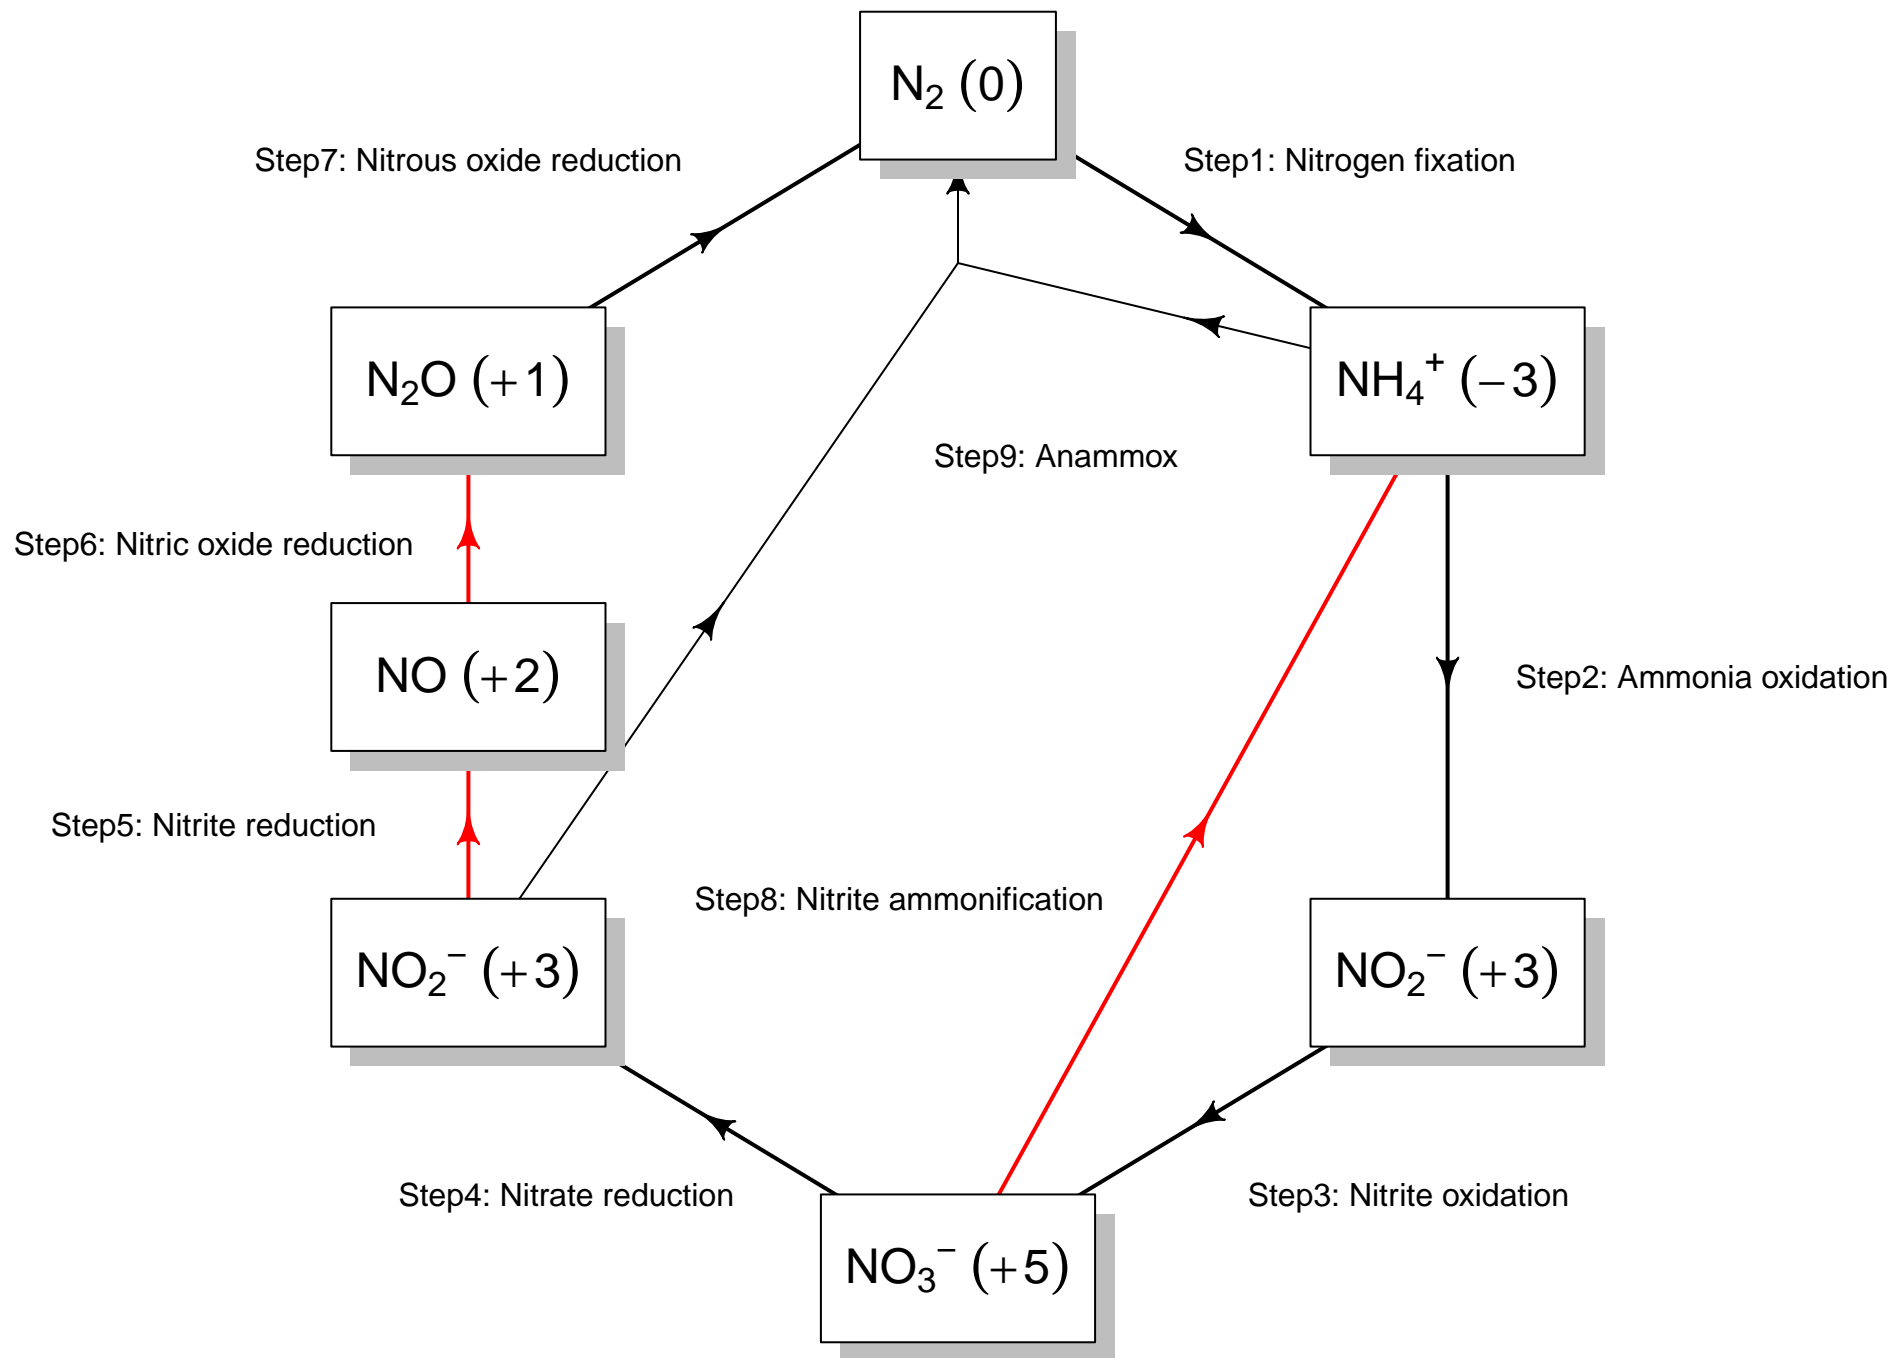 N₂ (0)
Step7: Nitrous oxide reduction
Step1: Nitrogen fixation
N₂O (+1)
NH₄⁺ (−3)
Step9: Anammox
Step6: Nitric oxide reduction
NO (+2)
Step2: Ammonia oxidation
Step5: Nitrite reduction
Step8: Nitrite ammonification
NO₂⁻ (+3)
NO₂⁻ (+3)
Step4: Nitrate reduction
Step3: Nitrite oxidation
NO₃⁻ (+5)